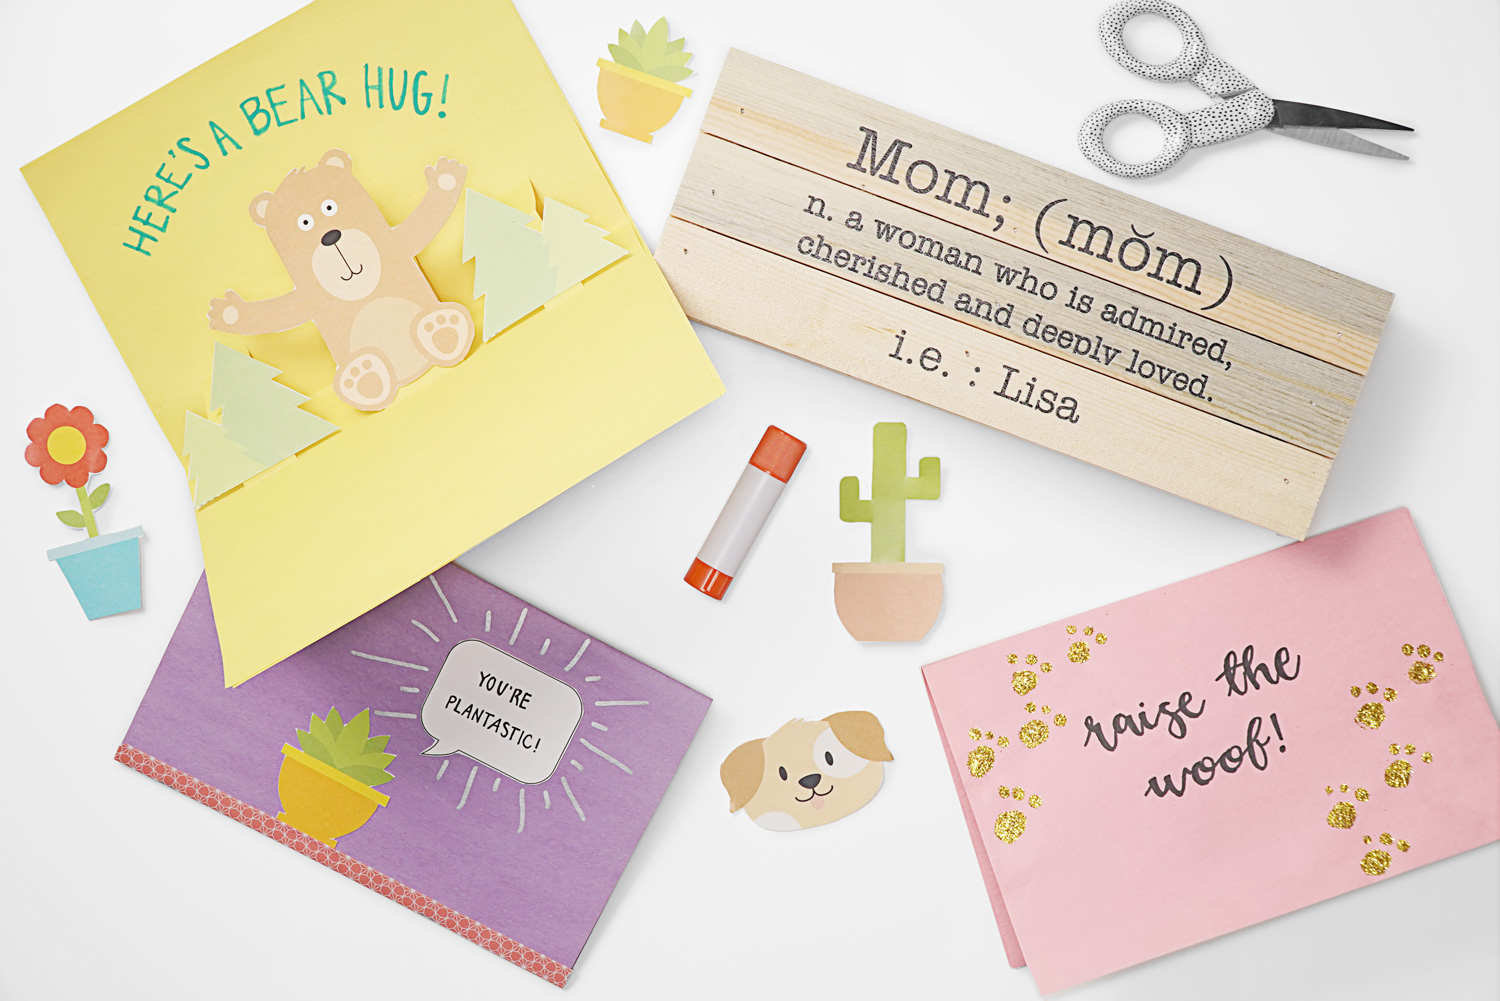 HERE'S A BEAR HUG!
Mom; (mŏm)
n. a woman who is admired,
cherished and deeply loved.
i.e. : Lisa
YOU'RE
PLANTASTIC!
raise the
woof!